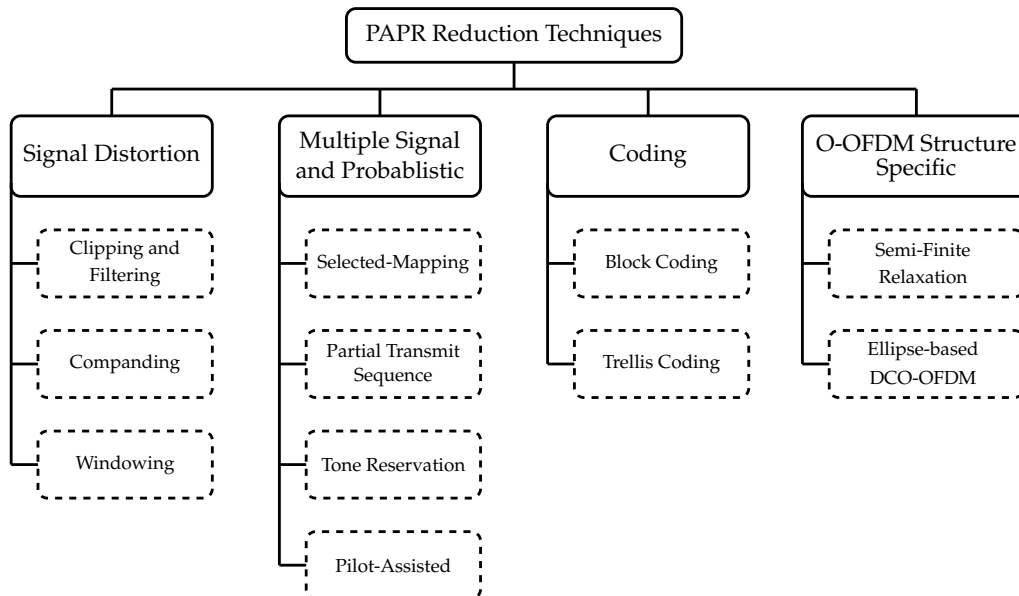 PAPR Reduction Techniques
Signal Distortion
Clipping and
Filtering
Companding
Windowing
Multiple Signal
and Probablistic
Selected-Mapping
Partial Transmit
Sequence
Tone Reservation
Pilot-Assisted
Coding
Block Coding
Trellis Coding
O-OFDM Structure
Specific
Semi-Finite
Relaxation
Ellipse-based
DCO-OFDM